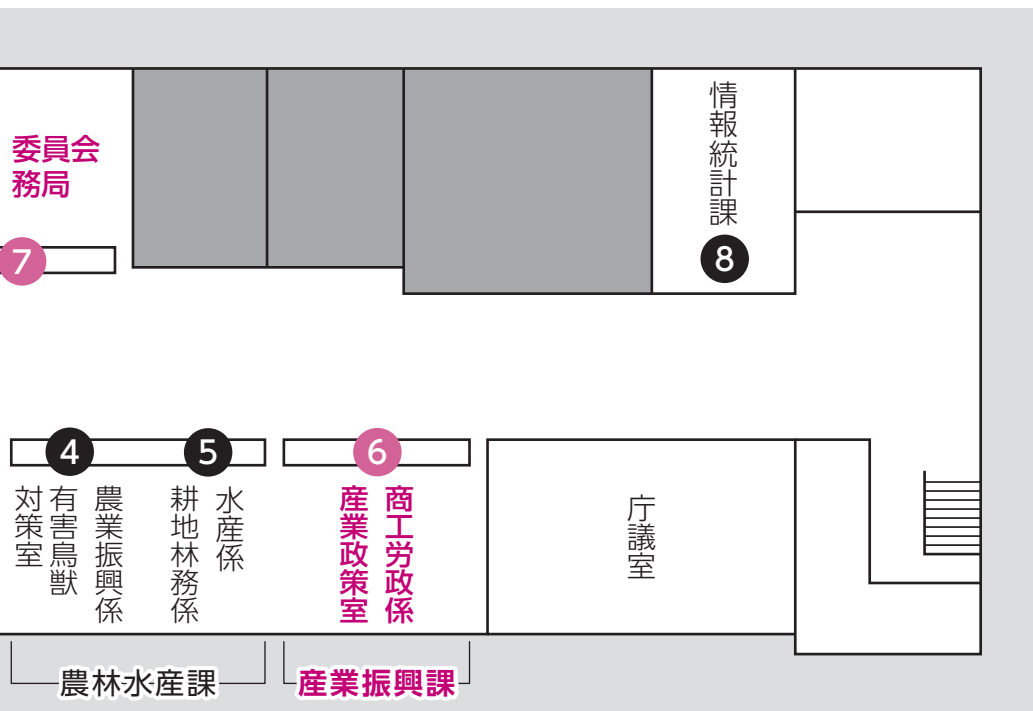 委員会
務局
7
情報統計課
8
4
5
6
農業振興係
有害鳥獣
対策室
水産係
耕地林務係
商工労政係
産業政策室
庁議室
農林水産課
産業振興課